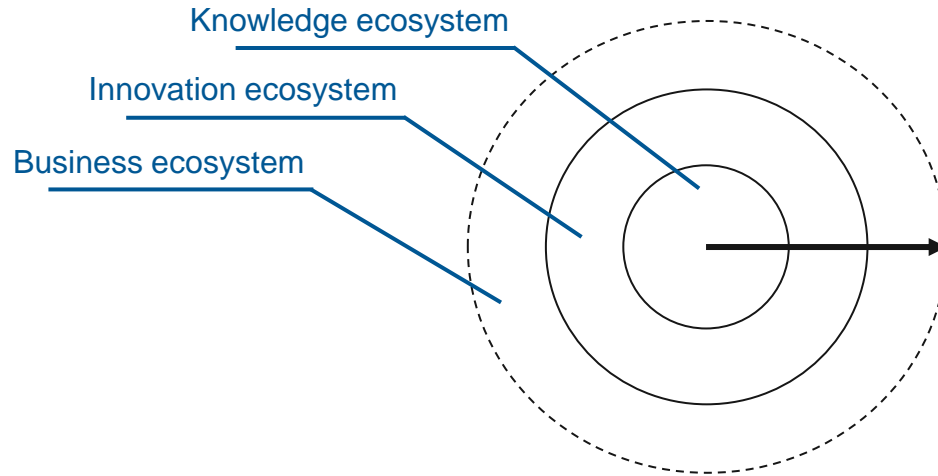 Knowledge ecosystem
Innovation ecosystem
Business ecosystem